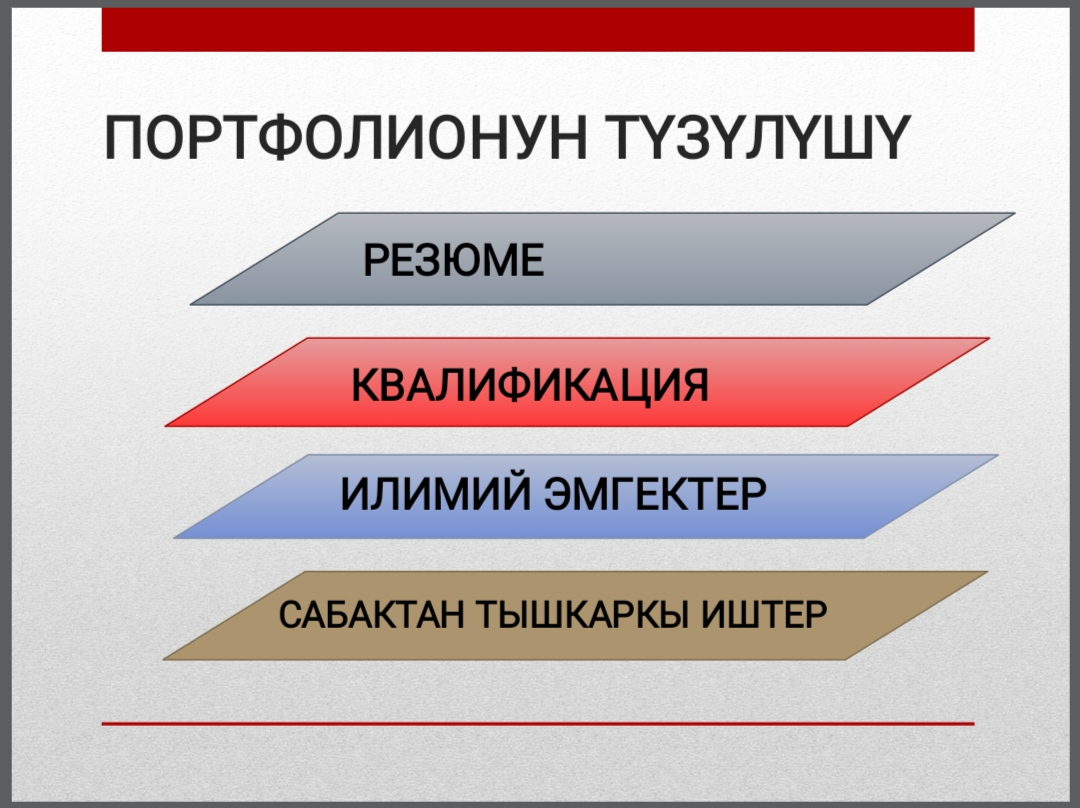 ПОРТФОЛИОНУН ТҮЗҮЛҮШҮ
РЕЗЮМЕ
КВАЛИФИКАЦИЯ
ИЛИМИЙ ЭМГЕКТЕР
САБАКТАН ТЫШКАРКЫ ИШТЕР